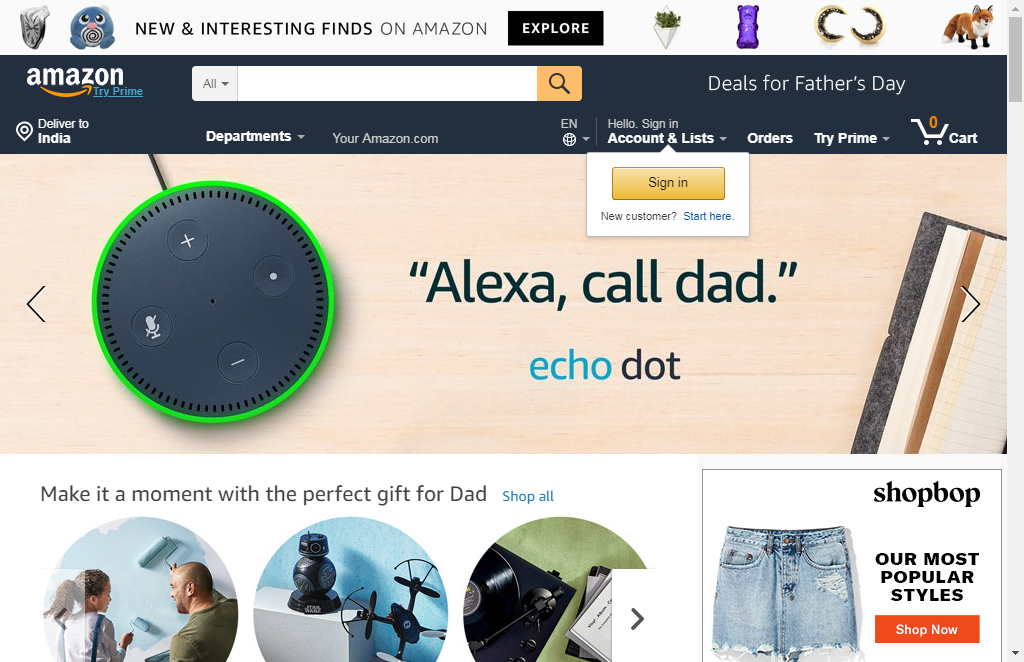 NEW & INTERESTING FINDS ON AMAZON EXPLORE
amazon
Try Prime
All
Deals for Father's Day
Deliver to
India
Departments
Your Amazon.com
EN
Hello. Sign in
Account & Lists
Orders
Try Prime
0
Cart
Sign in
New customer? Start here.
“Alexa, call dad.”
echo dot
Make it a moment with the perfect gift for Dad Shop all
shopbop
OUR MOST
POPULAR
STYLES
Shop Now